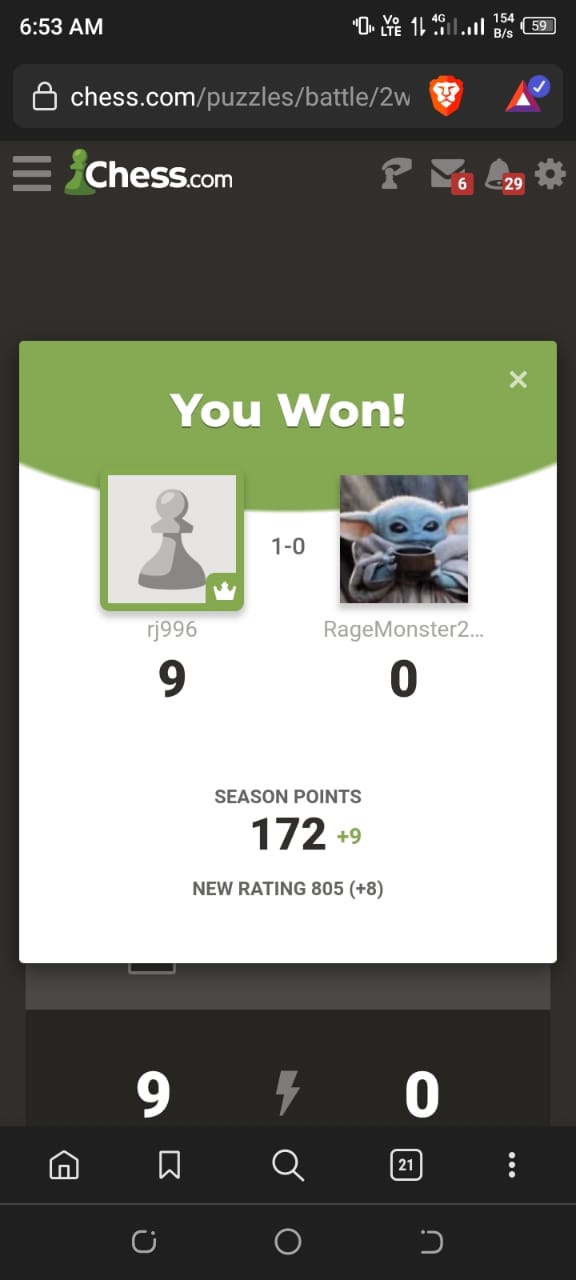 6:53 AM
Vo LTE 4G 154 B/s 59
chess.com/puzzles/battle/2w
Chess.com
6 29
You Won!
1-0
rj996 RageMonster2...
9 0
SEASON POINTS
172 +9
NEW RATING 805 (+8)
9 0
21